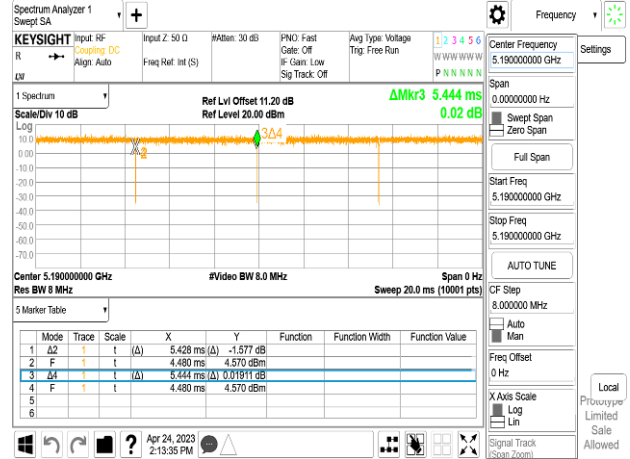 Spectrum Analyzer 1
Swept SA
Frequency
KEYSIGHT
R
Input: RF
Coupling: DC
Align: Auto
Input Z: 50 Ω
Freq Ref: Int (S)
#Atten: 30 dB
PNO: Fast
Gate: Off
IF Gain: Low
Sig Track: Off
Avg Type: Voltage
Trig: Free Run
1 2 3 4 5 6
W W W W W W
P N N N N N
1 Spectrum
Scale/Div 10 dB
Ref Lvl Offset 11.20 dB
Ref Level 20.00 dBm
ΔMkr3 5.444 ms
0.02 dB
Log
10.0
0.00
-10.0
-20.0
-30.0
-40.0
-50.0
-60.0
-70.0
3Δ4
Center 5.190000000 GHz
Res BW 8 MHz
#Video BW 8.0 MHz
Span 0 Hz
Sweep 20.0 ms (10001 pts)
5 Marker Table
Mode Trace Scale X Y Function Function Width Function Value
1 Δ2 1 t (Δ) 5.428 ms (Δ) -1.577 dB
2 F 1 t 4.480 ms 4.570 dBm
3 Δ4 1 t (Δ) 5.444 ms (Δ) 0.01911 dB
4 F 1 t 4.480 ms 4.570 dBm
5
6
Apr 24, 2023
2:13:35 PM
Center Frequency
5.190000000 GHz
Settings
Span
0.00000000 Hz
Swept Span
Zero Span
Full Span
Start Freq
5.190000000 GHz
Stop Freq
5.190000000 GHz
AUTO TUNE
CF Step
8.000000 MHz
Auto
Man
Freq Offset
0 Hz
X Axis Scale
Log
Lin
Signal Track
(Span Zoom)
Local
Prototype
Limited
Sale
Allowed